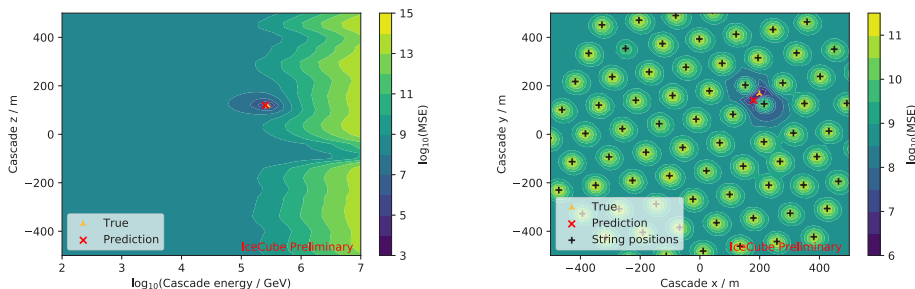 400
200
0
−200
−400
Cascade z / m
2
3
4
5
6
7
log₁₀(Cascade energy / GeV)
True
Prediction
IceCube Preliminary
15
13
11
9
7
5
3
log₁₀(MSE)
400
200
0
−200
−400
Cascade y / m
−400
−200
0
200
400
Cascade x / m
True
Prediction
String positions
IceCube Preliminary
11
10
9
8
7
6
log₁₀(MSE)